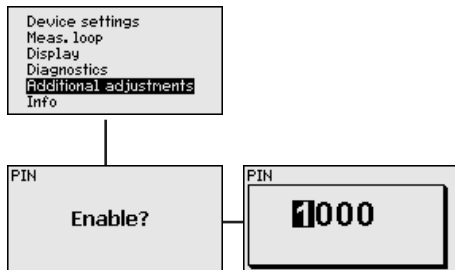 Device settings
Meas. loop
Display
Diagnostics
Additional adjustments
Info
PIN
Enable?
PIN
1000